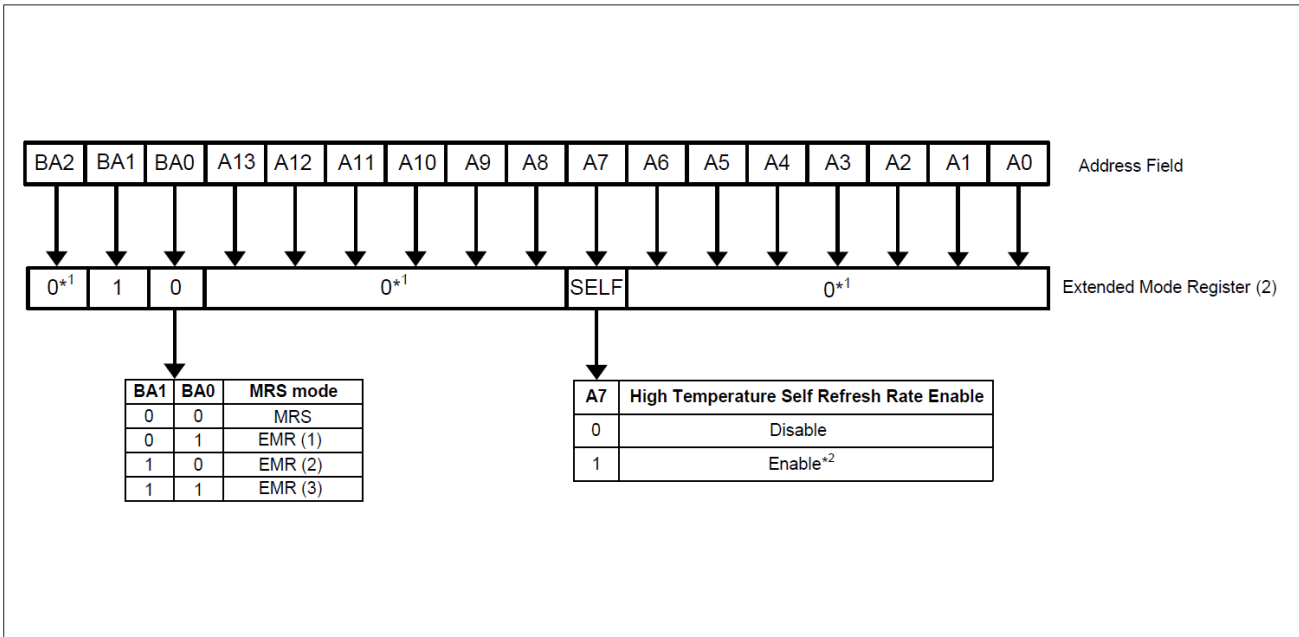 BA2 BA1 BA0 A13 A12 A11 A10 A9 A8 A7 A6 A5 A4 A3 A2 A1 A0 Address Field
0*1 1 0 0*1 SELF 0*1 Extended Mode Register (2)
BA1 BA0 MRS mode
0 0 MRS
0 1 EMR (1)
1 0 EMR (2)
1 1 EMR (3)
A7 High Temperature Self Refresh Rate Enable
0 Disable
1 Enable*2